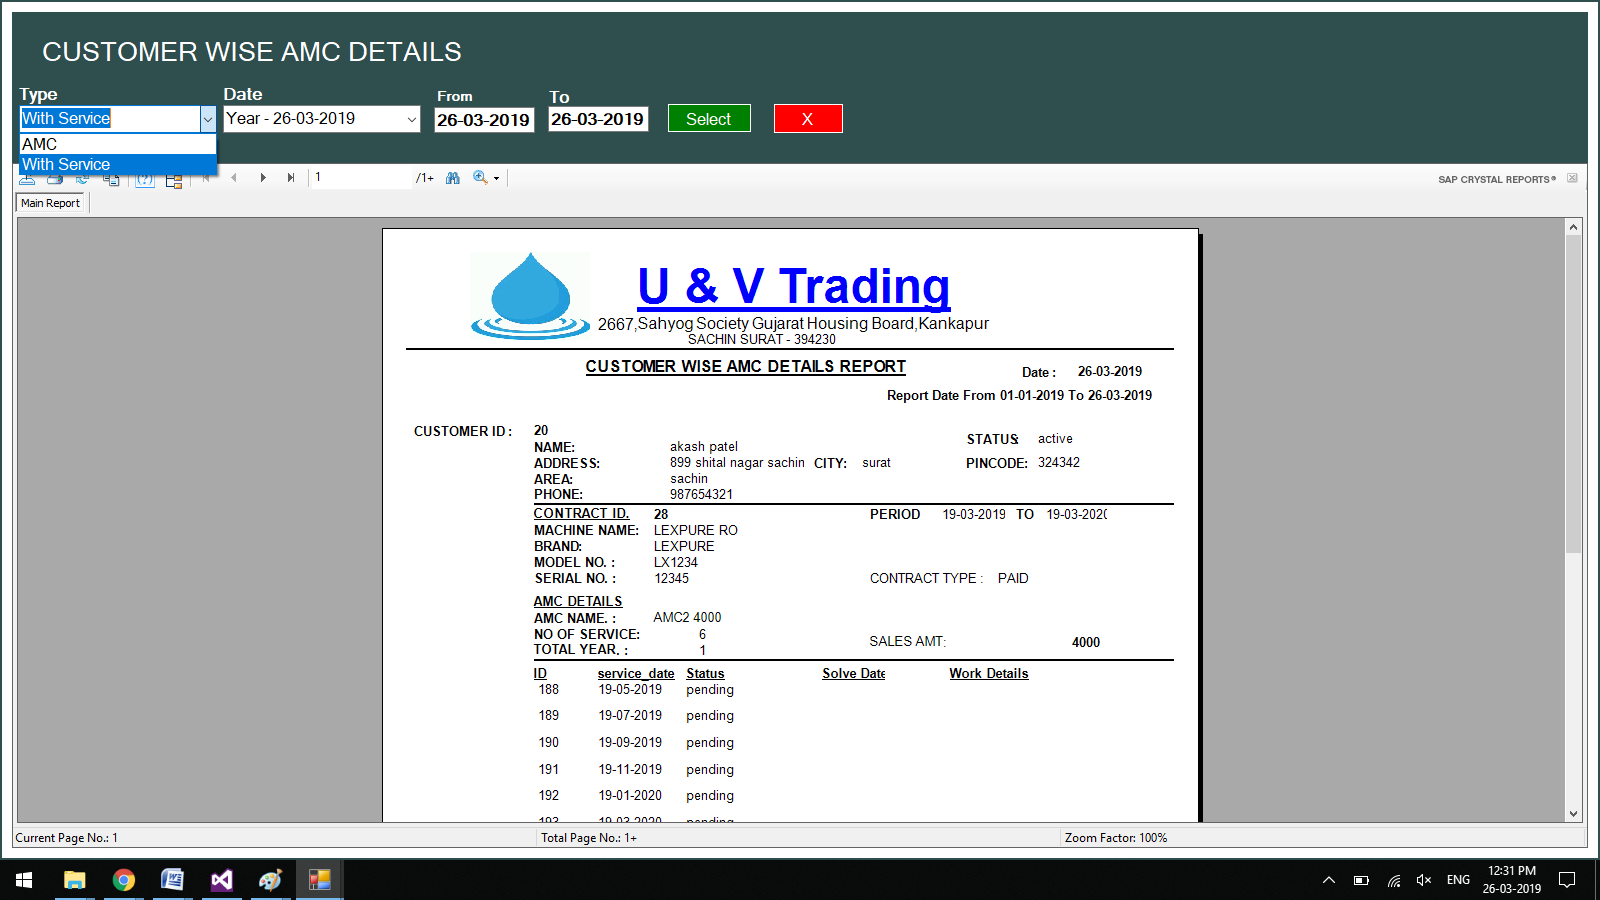 CUSTOMER WISE AMC DETAILS
Type Date From To
With Service Year - 26-03-2019 26-03-2019 26-03-2019 Select X
AMC
With Service
1 /1+ SAP CRYSTAL REPORTS®
Main Report
U & V Trading
2667,Sahyog Society Gujarat Housing Board,Kankapur
SACHIN SURAT - 394230
CUSTOMER WISE AMC DETAILS REPORT
Date : 26-03-2019
Report Date From 01-01-2019 To 26-03-2019
CUSTOMER ID : 20
STATUS: active
NAME: akash patel
ADDRESS: 899 shital nagar sachin CITY: surat PINCODE: 324342
AREA: sachin
PHONE: 987654321
CONTRACT ID. 28 PERIOD 19-03-2019 TO 19-03-2020
MACHINE NAME: LEXPURE RO
BRAND: LEXPURE
MODEL NO. : LX1234
SERIAL NO. : 12345 CONTRACT TYPE : PAID
AMC DETAILS
AMC NAME. : AMC2 4000
NO OF SERVICE: 6
SALES AMT: 4000
TOTAL YEAR. : 1
ID service_date Status Solve Date Work Details
188 19-05-2019 pending
189 19-07-2019 pending
190 19-09-2019 pending
191 19-11-2019 pending
192 19-01-2020 pending
193 19-03-2020 pending
Current Page No.: 1 Total Page No.: 1+ Zoom Factor: 100%
ENG 12:31 PM
26-03-2019